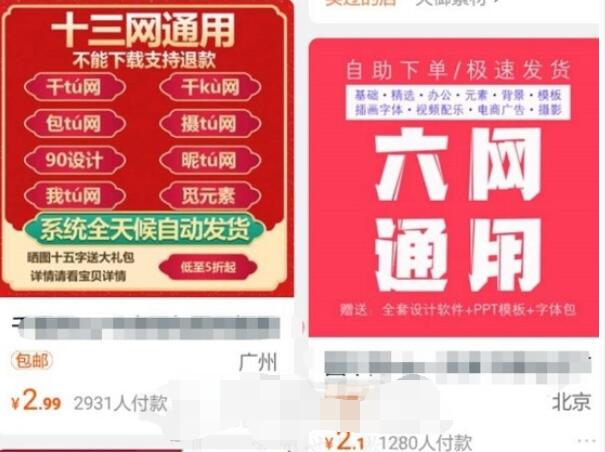 十三网通用
不能下载支持退款
千tú网
千kù网
包tú网
摄tú网
90设计
昵tú网
我tú网
觅元素
系统全天候自动发货
晒图十五字送大礼包
详情请看宝贝详情
低至5折起
包邮
广州
¥2.99
2931人付款
自助下单/极速发货
基础·精选·办公·元素·背景·模板
插画字体·视频配乐·电商广告·摄影
六网
通用
赠送:全套设计软件+PPT模板+字体包
北京
¥2.1
1280人付款